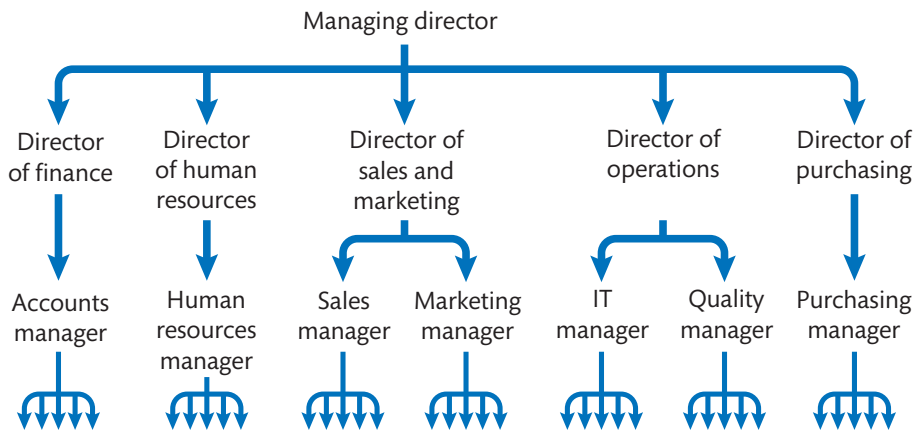 Managing director
Director
of finance
Director
of human
resources
Director of
sales and
marketing
Director of
operations
Director of
purchasing
Accounts
manager
Human
resources
manager
Sales
manager
Marketing
manager
IT
manager
Quality
manager
Purchasing
manager